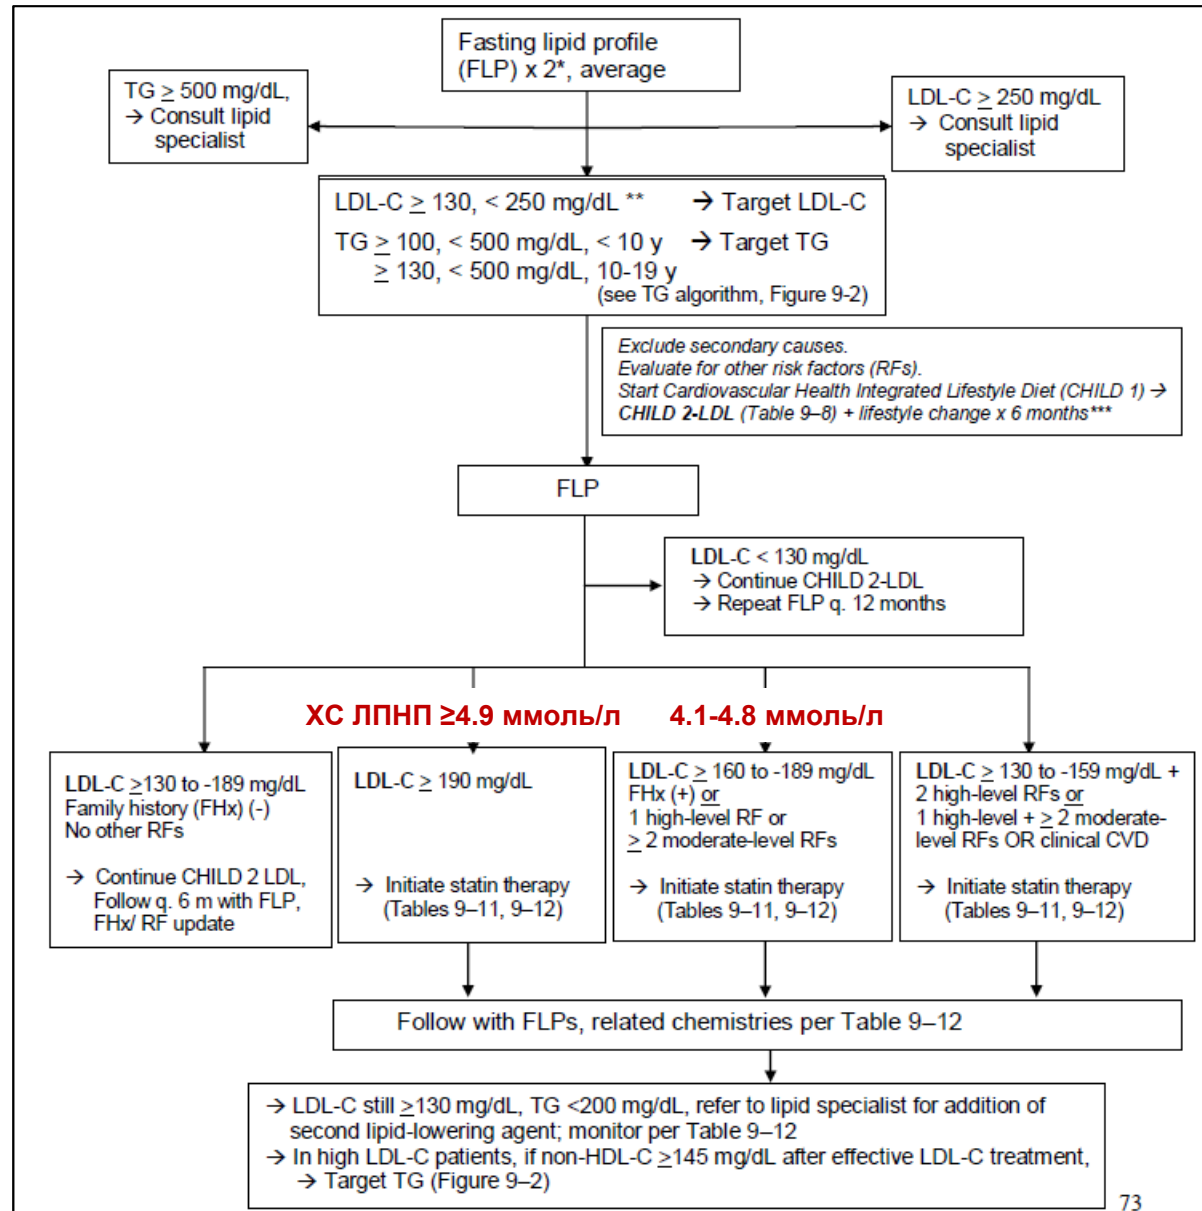 Fasting lipid profile
(FLP) x 2*, average
TG ≥ 500 mg/dL,
→ Consult lipid
specialist
LDL-C ≥ 250 mg/dL
→ Consult lipid
specialist
LDL-C ≥ 130, < 250 mg/dL ** → Target LDL-C
TG ≥ 100, < 500 mg/dL, < 10 y → Target TG
≥ 130, < 500 mg/dL, 10-19 y
(see TG algorithm, Figure 9-2)
Exclude secondary causes.
Evaluate for other risk factors (RFs).
Start Cardiovascular Health Integrated Lifestyle Diet (CHILD 1) →
CHILD 2-LDL (Table 9–8) + lifestyle change x 6 months***
FLP
LDL-C < 130 mg/dL
→ Continue CHILD 2-LDL
→ Repeat FLP q. 12 months
ХС ЛПНП ≥4.9 ммоль/л 4.1-4.8 ммоль/л
LDL-C ≥130 to -189 mg/dL
Family history (FHx) (-)
No other RFs
→ Continue CHILD 2 LDL,
Follow q. 6 m with FLP,
FHx/ RF update
LDL-C ≥ 190 mg/dL
→ Initiate statin therapy
(Tables 9–11, 9–12)
LDL-C ≥ 160 to -189 mg/dL
FHx (+) or
1 high-level RF or
≥ 2 moderate-level RFs
→ Initiate statin therapy
(Tables 9–11, 9–12)
LDL-C ≥ 130 to -159 mg/dL +
2 high-level RFs or
1 high-level + ≥ 2 moderate-
level RFs OR clinical CVD
→ Initiate statin therapy
(Tables 9–11, 9–12)
Follow with FLPs, related chemistries per Table 9–12
→ LDL-C still ≥130 mg/dL, TG <200 mg/dL, refer to lipid specialist for addition of
second lipid-lowering agent; monitor per Table 9–12
→ In high LDL-C patients, if non-HDL-C ≥145 mg/dL after effective LDL-C treatment,
→ Target TG (Figure 9–2)
73